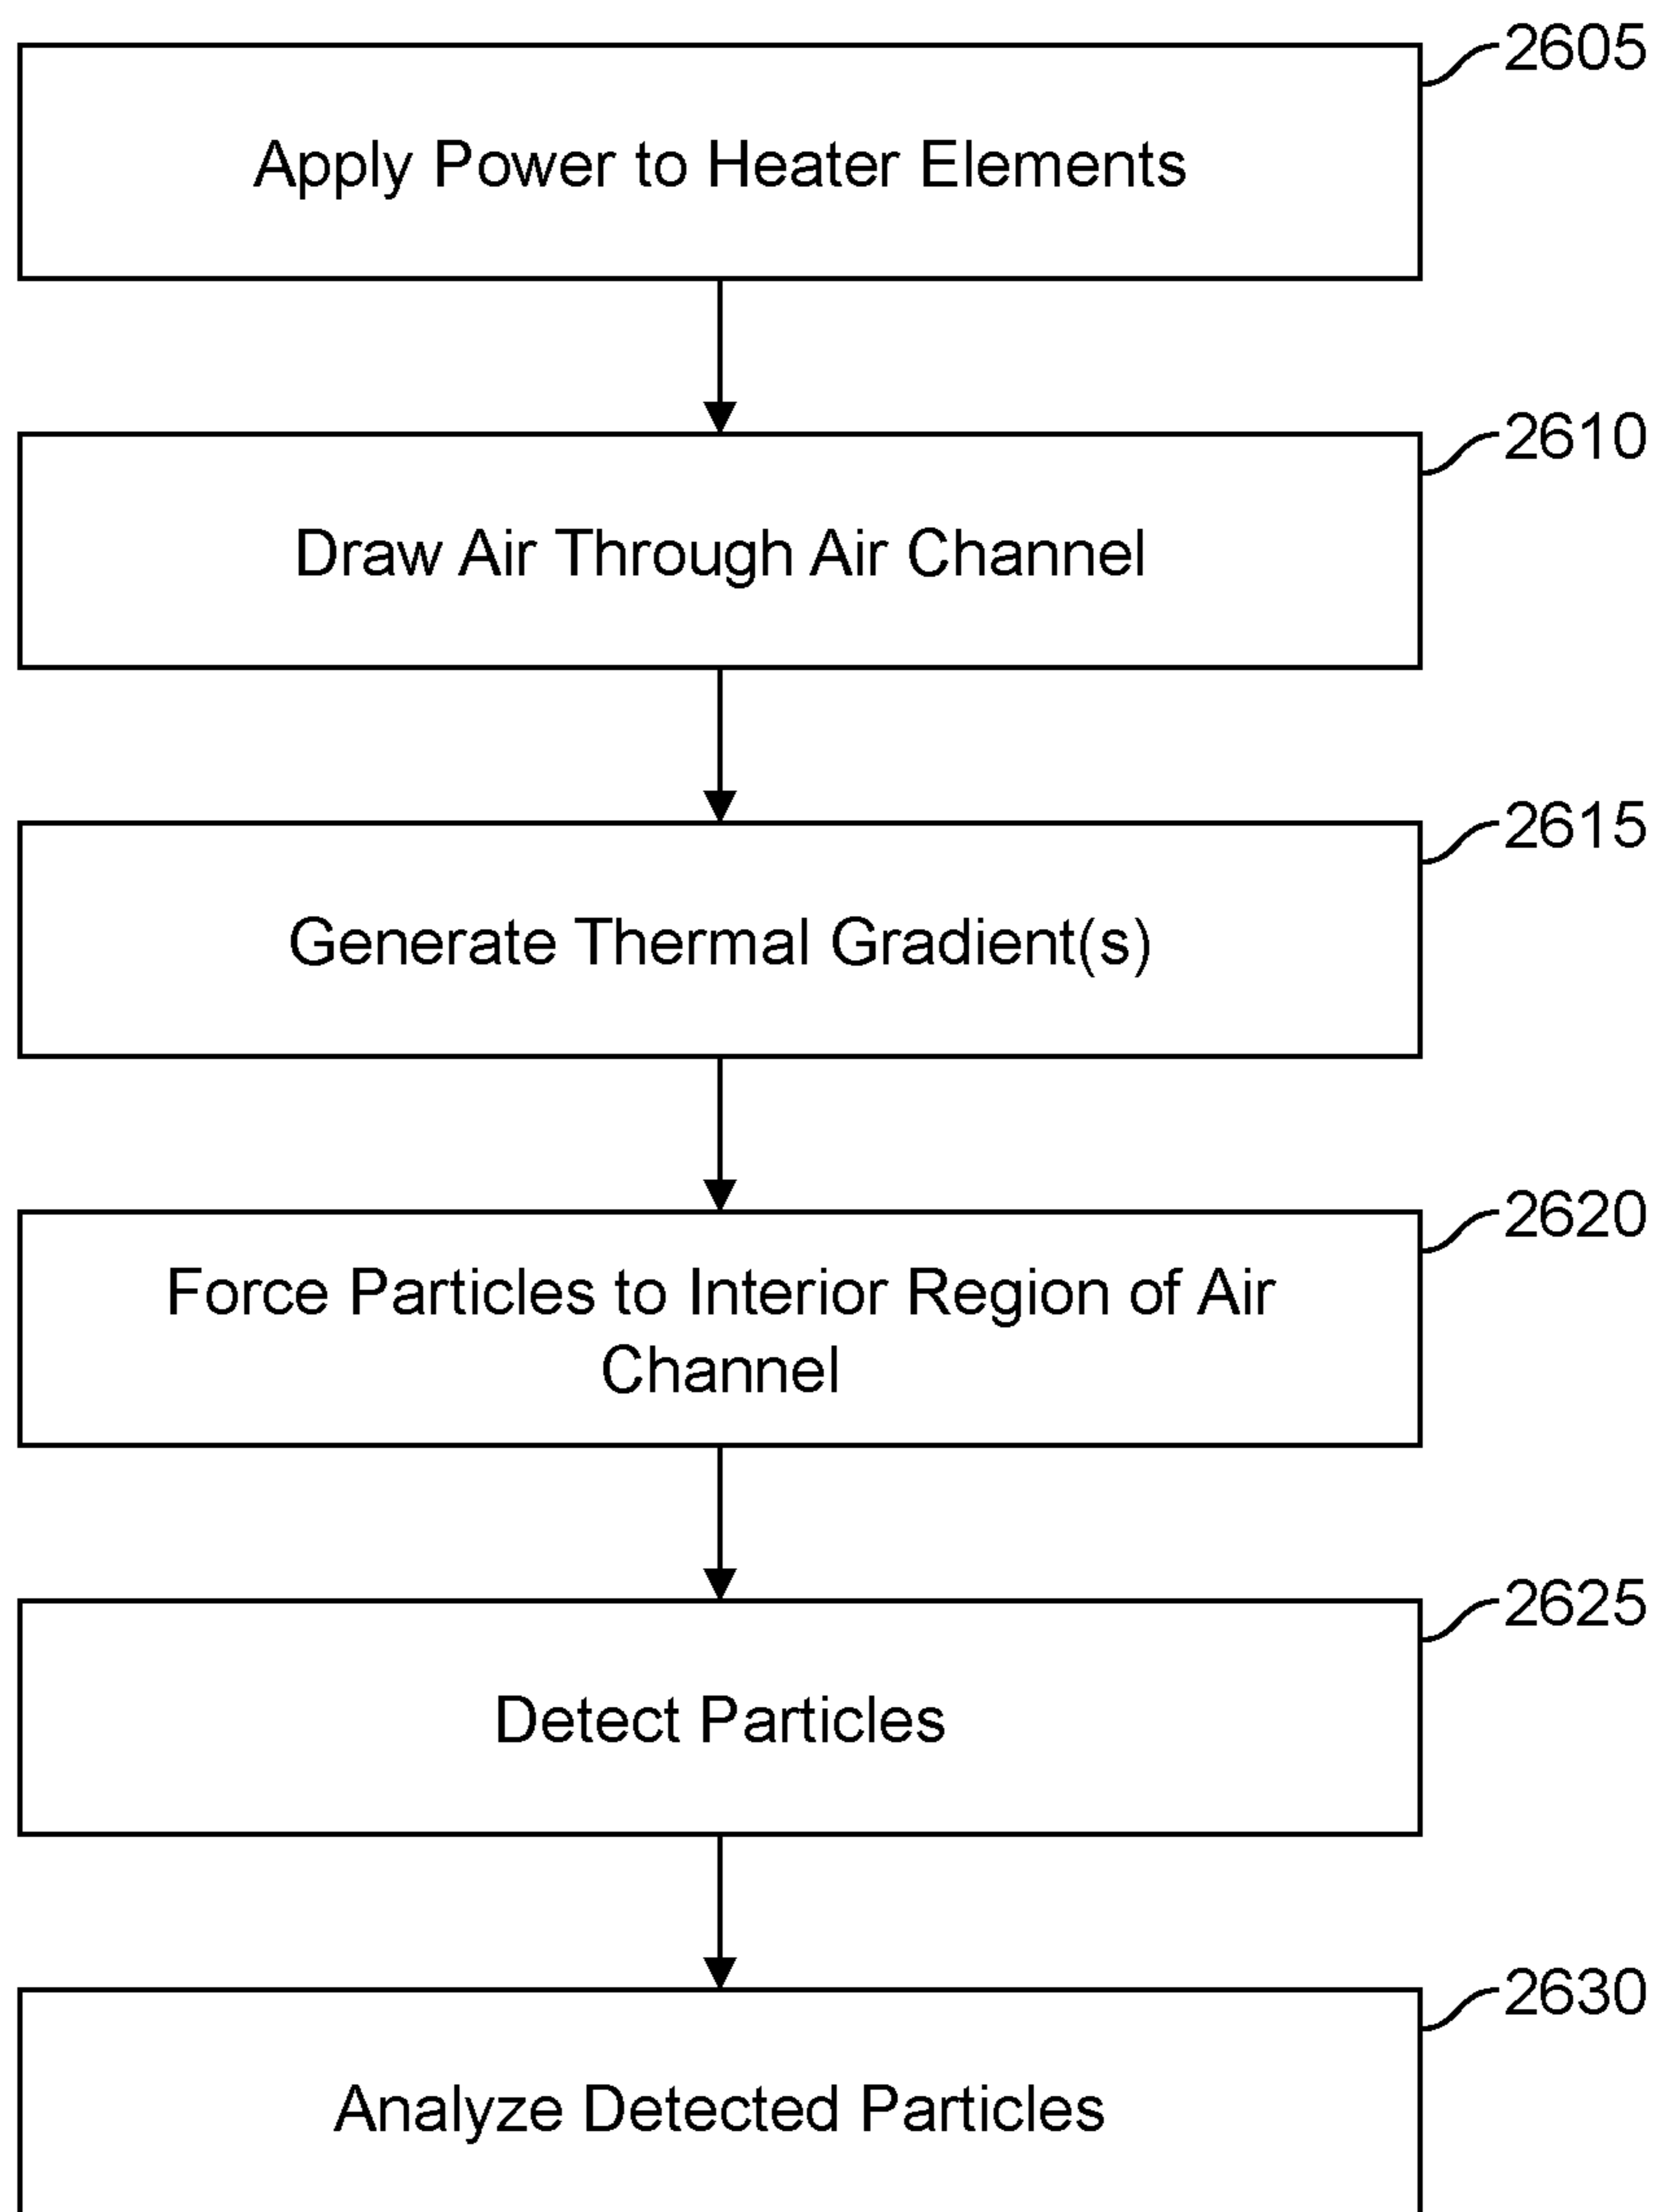 2605
Apply Power to Heater Elements
2610
Draw Air Through Air Channel
2615
Generate Thermal Gradient(s)
2620
Force Particles to Interior Region of Air
Channel
2625
Detect Particles
2630
Analyze Detected Particles